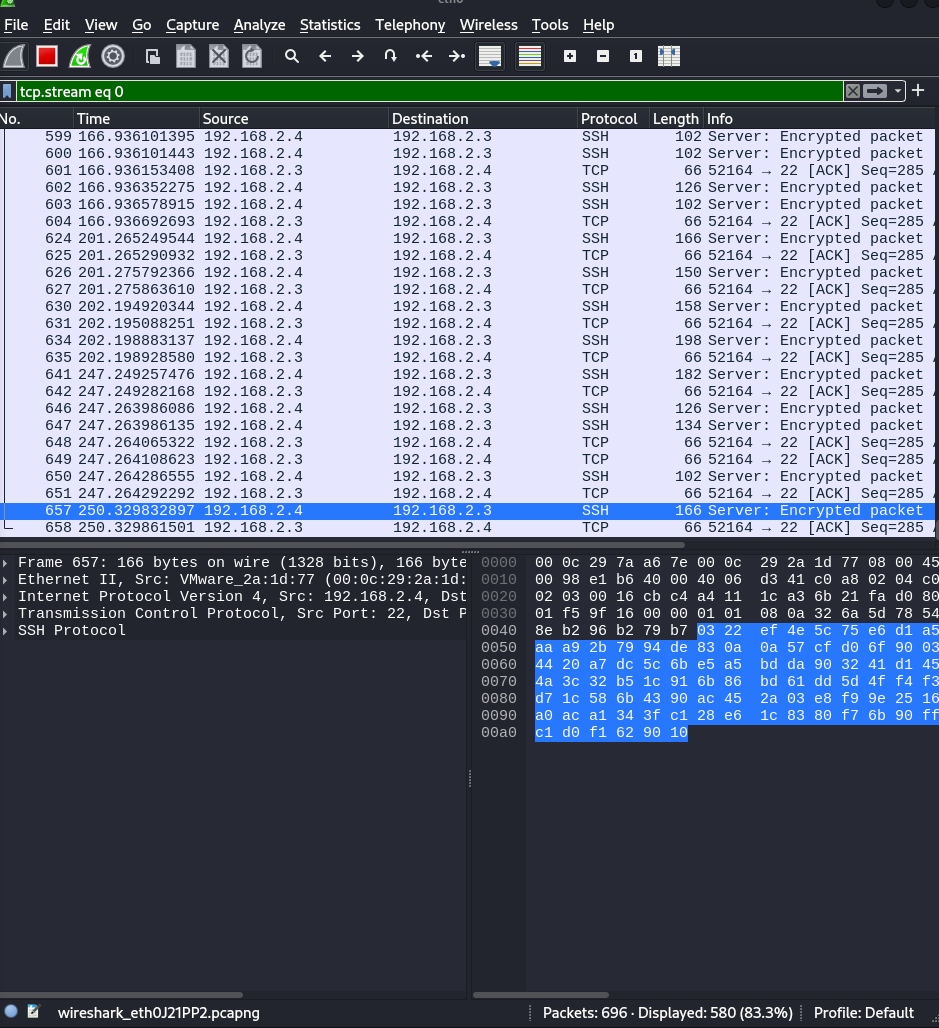 File Edit View Go Capture Analyze Statistics Telephony Wireless Tools Help
tcp.stream eq 0
No. Time Source Destination Protocol Length Info
599 166.936101395 192.168.2.4 192.168.2.3 SSH 102 Server: Encrypted packet
600 166.936101443 192.168.2.4 192.168.2.3 SSH 102 Server: Encrypted packet
601 166.936153408 192.168.2.3 192.168.2.4 TCP 66 52164 → 22 [ACK] Seq=285
602 166.936352275 192.168.2.4 192.168.2.3 SSH 126 Server: Encrypted packet
603 166.936578915 192.168.2.4 192.168.2.3 SSH 102 Server: Encrypted packet
604 166.936692693 192.168.2.3 192.168.2.4 TCP 66 52164 → 22 [ACK] Seq=285
624 201.265249544 192.168.2.4 192.168.2.3 SSH 166 Server: Encrypted packet
625 201.265290932 192.168.2.3 192.168.2.4 TCP 66 52164 → 22 [ACK] Seq=285
626 201.275792366 192.168.2.4 192.168.2.3 SSH 150 Server: Encrypted packet
627 201.275863610 192.168.2.3 192.168.2.4 TCP 66 52164 → 22 [ACK] Seq=285
630 202.194920344 192.168.2.4 192.168.2.3 SSH 158 Server: Encrypted packet
631 202.195088251 192.168.2.3 192.168.2.4 TCP 66 52164 → 22 [ACK] Seq=285
634 202.198883137 192.168.2.4 192.168.2.3 SSH 198 Server: Encrypted packet
635 202.198928580 192.168.2.3 192.168.2.4 TCP 66 52164 → 22 [ACK] Seq=285
641 247.249257476 192.168.2.4 192.168.2.3 SSH 182 Server: Encrypted packet
642 247.249282168 192.168.2.3 192.168.2.4 TCP 66 52164 → 22 [ACK] Seq=285
646 247.263986086 192.168.2.4 192.168.2.3 SSH 126 Server: Encrypted packet
647 247.263986135 192.168.2.4 192.168.2.3 SSH 134 Server: Encrypted packet
648 247.264065322 192.168.2.3 192.168.2.4 TCP 66 52164 → 22 [ACK] Seq=285
649 247.264108623 192.168.2.3 192.168.2.4 TCP 66 52164 → 22 [ACK] Seq=285
650 247.264286555 192.168.2.4 192.168.2.3 SSH 102 Server: Encrypted packet
651 247.264292292 192.168.2.3 192.168.2.4 TCP 66 52164 → 22 [ACK] Seq=285
657 250.329832897 192.168.2.4 192.168.2.3 SSH 166 Server: Encrypted packet
658 250.329861501 192.168.2.3 192.168.2.4 TCP 66 52164 → 22 [ACK] Seq=285
Frame 657: 166 bytes on wire (1328 bits), 166 byte
Ethernet II, Src: VMware_2a:1d:77 (00:0c:29:2a:1d:
Internet Protocol Version 4, Src: 192.168.2.4, Dst
Transmission Control Protocol, Src Port: 22, Dst P
SSH Protocol
0000 00 0c 29 7a a6 7e 00 0c 29 2a 1d 77 08 00 45
0010 00 98 e1 b6 40 00 40 06 d3 41 c0 a8 02 04 c0
0020 02 03 00 16 cb c4 a4 11 1c a3 6b 21 fa d0 80
0030 01 f5 9f 16 00 00 01 01 08 0a 32 6a 5d 78 54
0040 8e b2 96 b2 79 b7 03 22 ef 4e 5c 75 e6 d1 a5
0050 aa a9 2b 79 94 de 83 0a 0a 57 cf d0 6f 90 03
0060 44 20 a7 dc 5c 6b e5 a5 bd da 90 32 41 d1 45
0070 4a 3c 32 b5 1c 91 6b 86 bd 61 dd 5d 4f f4 f3
0080 d7 1c 58 6b 43 90 ac 45 2a 03 e8 f9 9e 25 16
0090 a0 ac a1 34 3f c1 28 e6 1c 83 80 f7 6b 90 ff
00a0 c1 d0 f1 62 90 10
wireshark_eth0J21PP2.pcapng Packets: 696 · Displayed: 580 (83.3%) Profile: Default